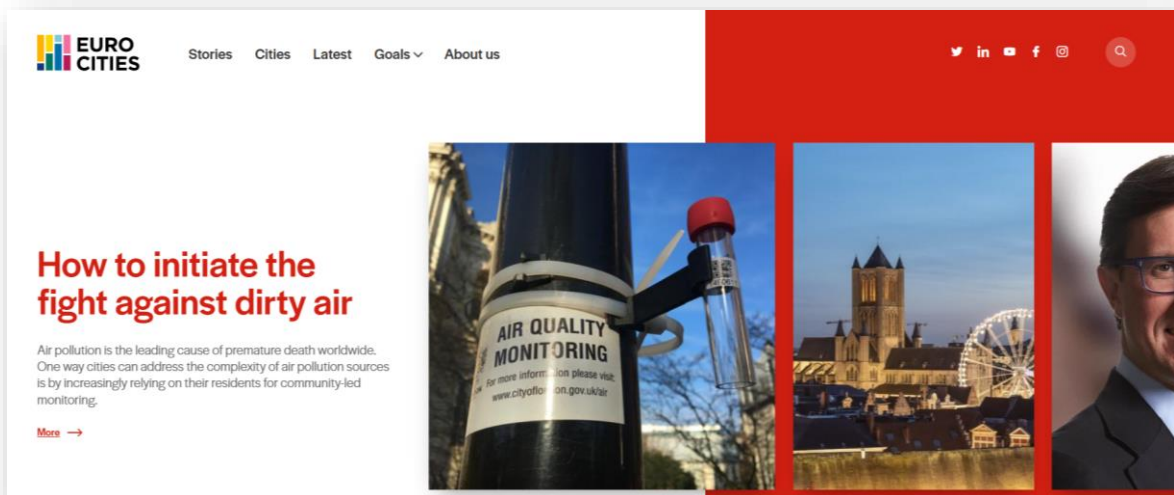 EURO
CITIES
Stories Cities Latest Goals About us
How to initiate the
fight against dirty air
Air pollution is the leading cause of premature death worldwide.
One way cities can address the complexity of air pollution sources
is by increasingly relying on their residents for community-led
monitoring.
More
AIR QUALITY
MONITORING
For more information please visit:
www.cityoflondon.gov.uk/air